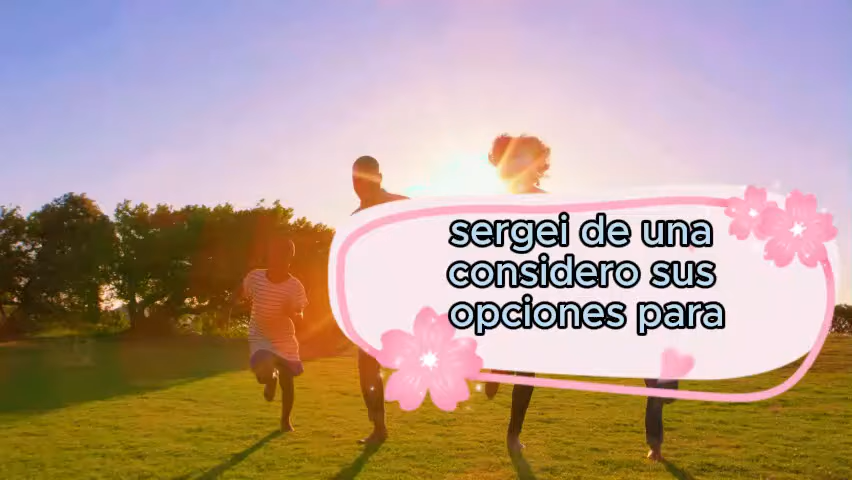 sergei de una
considero sus
opciones para